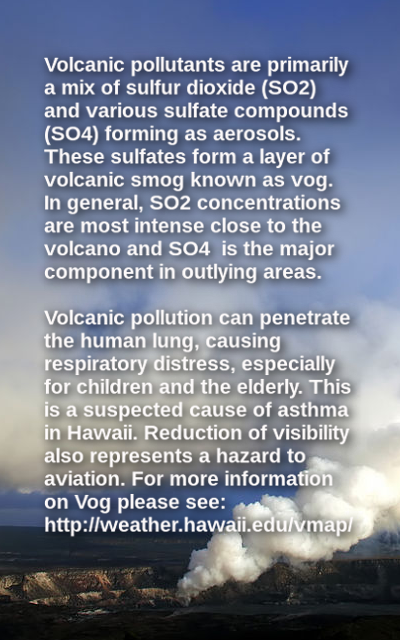 Volcanic pollutants are primarily
a mix of sulfur dioxide (SO2)
and various sulfate compounds
(SO4) forming as aerosols.
These sulfates form a layer of
volcanic smog known as vog.
In general, SO2 concentrations
are most intense close to the
volcano and SO4  is the major
component in outlying areas.

Volcanic pollution can penetrate
the human lung, causing
respiratory distress, especially
for children and the elderly. This
is a suspected cause of asthma
in Hawaii. Reduction of visibility
also represents a hazard to
aviation. For more information
on Vog please see:
http://weather.hawaii.edu/vmap/